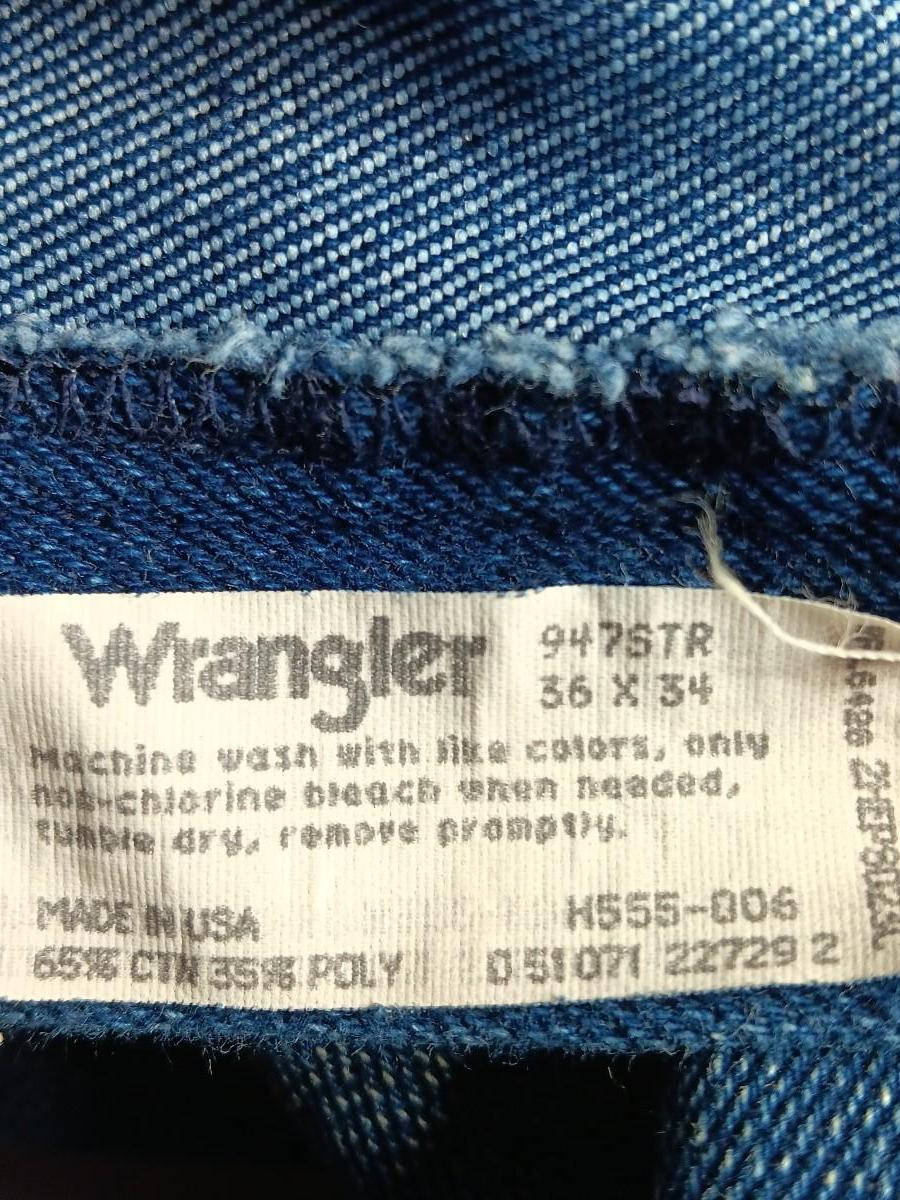 Wrangler
947STR
36 X 34
Machine wash with like colors, only
non-chlorine bleach when needed,
tumble dry, remove promptly.
MADE IN USA
H555-006
65% CTN 35% POLY
0 51071 22729 2